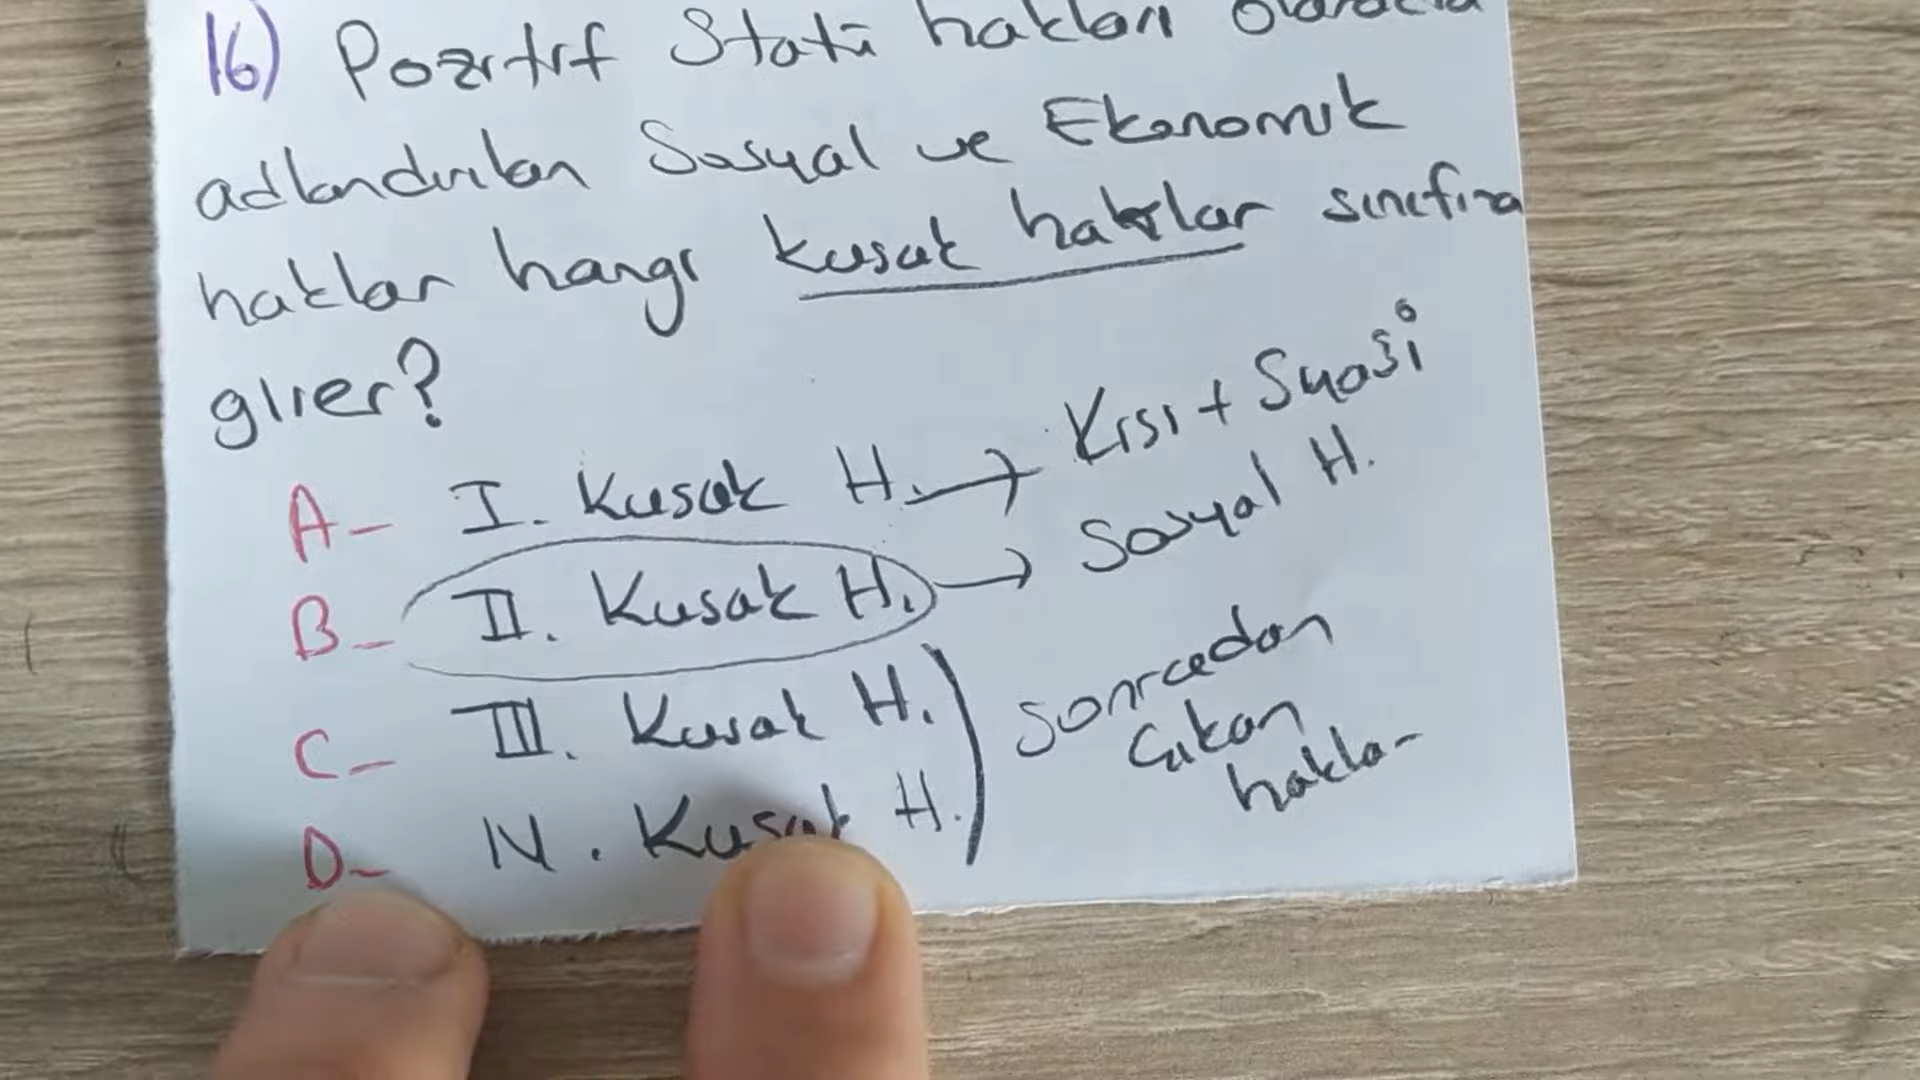 16) Pozitif Statü hakları olarakta
adlandırılan Sosyal ve Ekonomik
haklar hangi kuşak haklar sınıfına
girer?
A- I. Kuşak H. → Kişi + Siyasi
B- II. Kuşak H. → Sosyal H.
C- III. Kuşak H.
D- IV. Kuşak H.
sonradan
çıkan
haklar